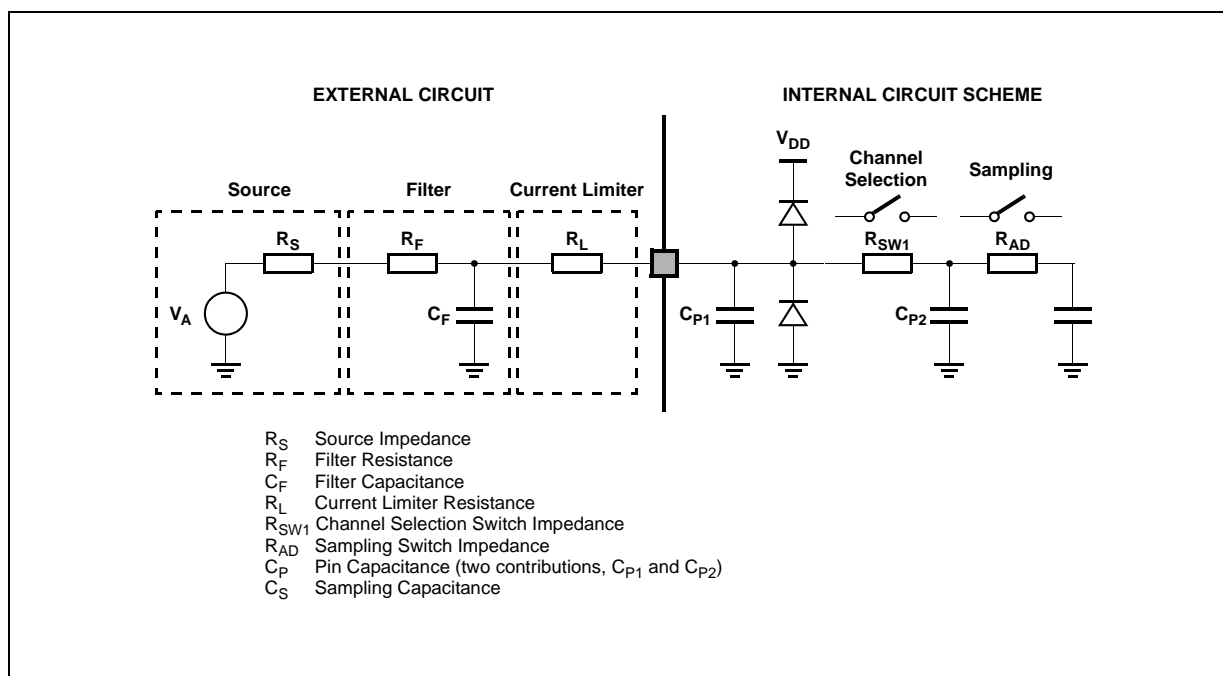 EXTERNAL CIRCUIT
INTERNAL CIRCUIT SCHEME
VDD
Channel
Selection
Sampling
Source
Filter
Current Limiter
RS
RF
RL
RSW1
RAD
VA
CF
CP1
CP2
RS Source Impedance
RF Filter Resistance
CF Filter Capacitance
RL Current Limiter Resistance
RSW1 Channel Selection Switch Impedance
RAD Sampling Switch Impedance
CP Pin Capacitance (two contributions, CP1 and CP2)
CS Sampling Capacitance